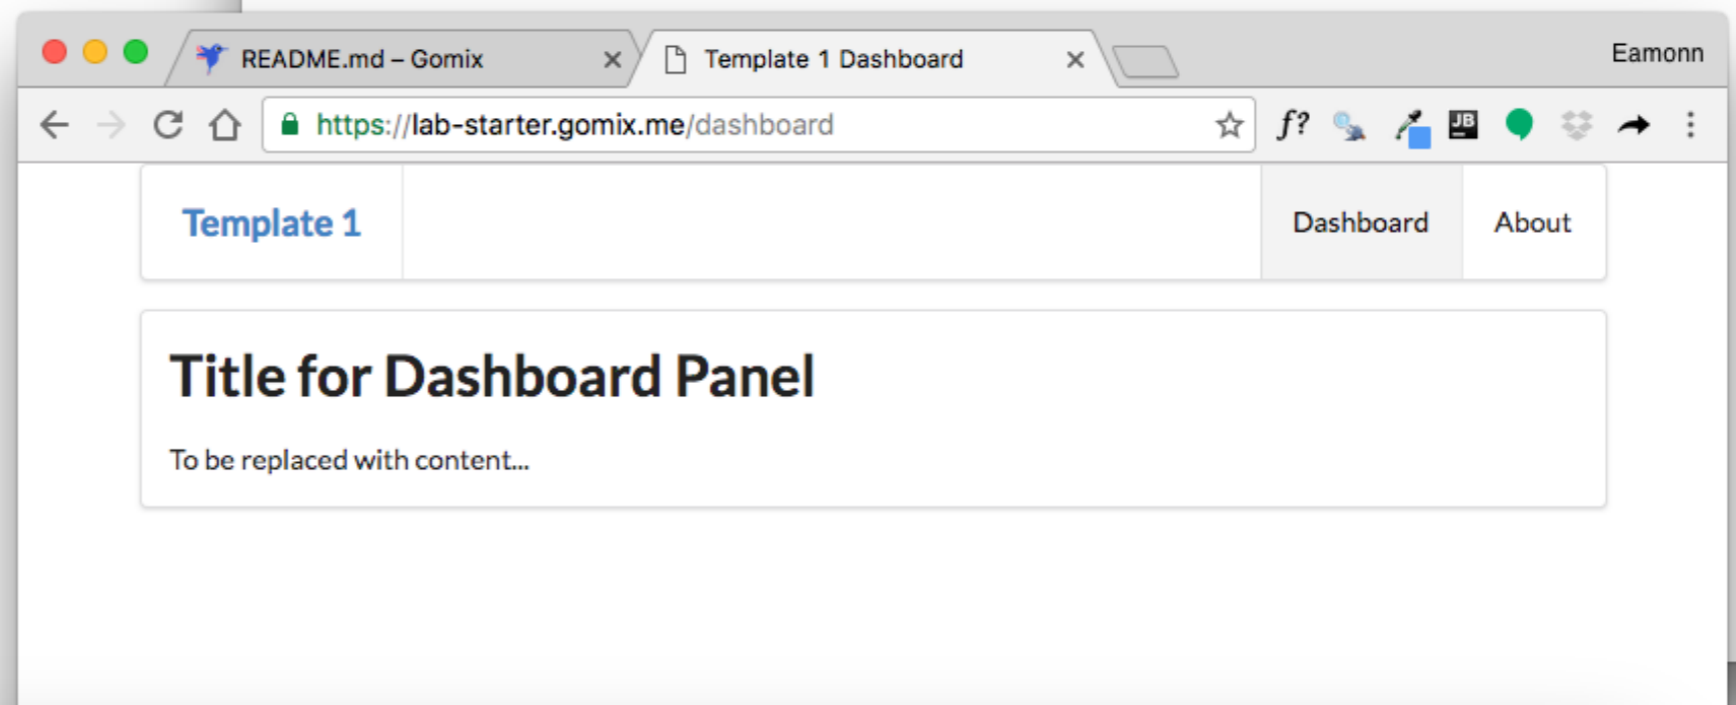 README.md – Gomix
Template 1 Dashboard
Eamonn
https://lab-starter.gomix.me/dashboard
f?
JB
Template 1
Dashboard
About
Title for Dashboard Panel
To be replaced with content...